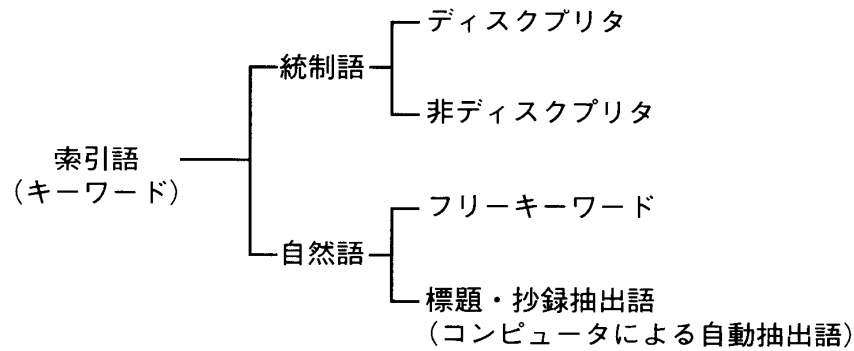 ディスクプリタ
統制語
非ディスクプリタ
索引語
(キーワード)
フリーキーワード
自然語
標題・抄録抽出語
(コンピュータによる自動抽出語)